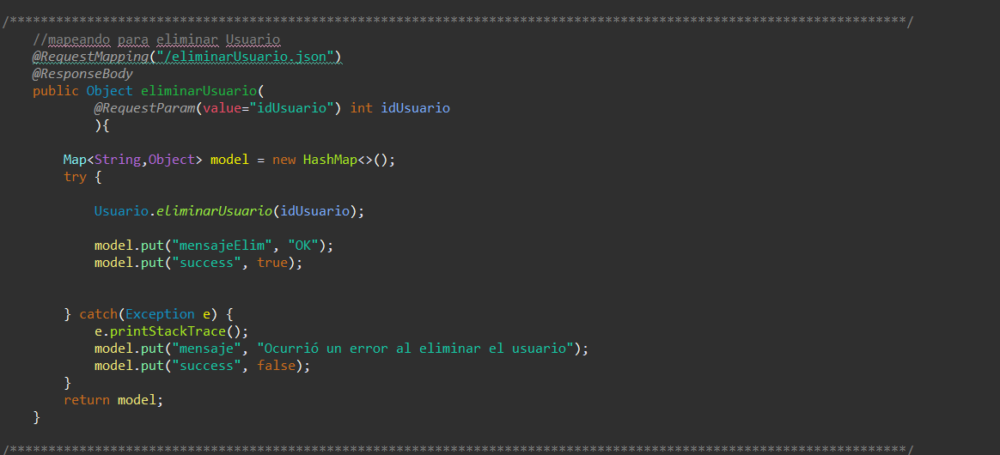 /********************************************************************************************************************/
//mapeando para eliminar Usuario
@RequestMapping("/eliminarUsuario.json")
@ResponseBody
public Object eliminarUsuario(
@RequestParam(value="idUsuario") int idUsuario
){
Map<String,Object> model = new HashMap<>();
try {
Usuario.eliminarUsuario(idUsuario);
model.put("mensajeElim", "OK");
model.put("success", true);
} catch(Exception e) {
e.printStackTrace();
model.put("mensaje", "Ocurrió un error al eliminar el usuario");
model.put("success", false);
}
return model;
}
/********************************************************************************************************************/